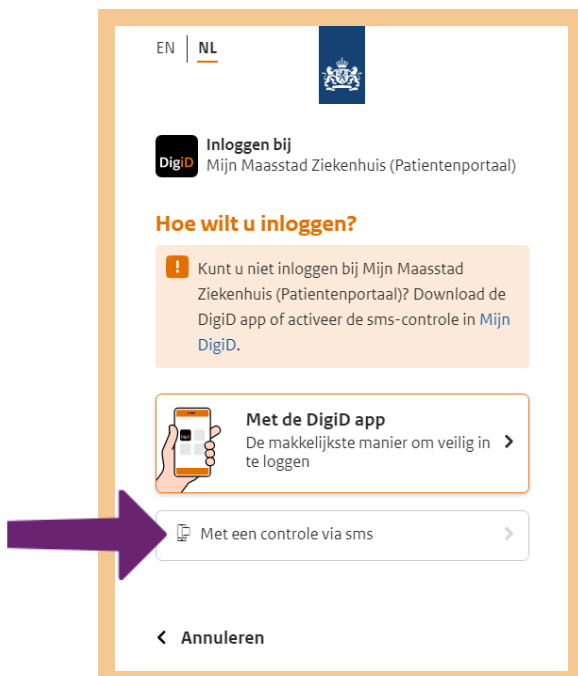 EN | NL
DigiD
Inloggen bij
Mijn Maasstad Ziekenhuis (Patientenportaal)
Hoe wilt u inloggen?
! Kunt u niet inloggen bij Mijn Maasstad
Ziekenhuis (Patientenportaal)? Download de
DigiD app of activeer de sms-controle in Mijn
DigiD.
Met de DigiD app
De makkelijkste manier om veilig in
te loggen
Met een controle via sms
Annuleren